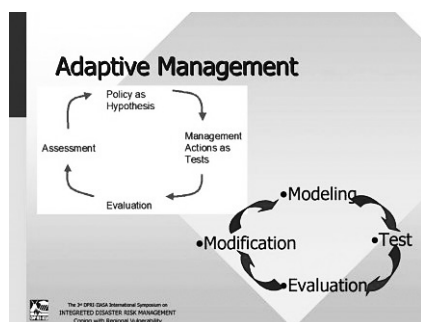 Adaptive Management
Policy as
Hypothesis
Assessment
Management
Actions as
Tests
Evaluation
•Modeling
•Modification
•Test
•Evaluation
The 3rd DPRI-IIASA International Symposium on
INTEGRETED DISASTER RISK MANAGEMENT
Coping with Regional Vulnerability